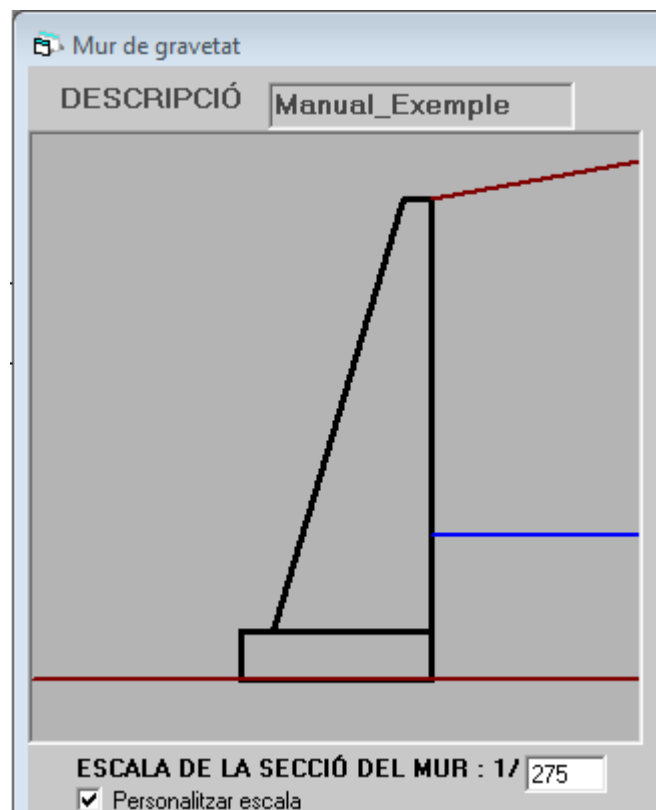 Mur de gravetat
DESCRIPCIÓ Manual_Exemple
ESCALA DE LA SECCIÓ DEL MUR : 1/ 275
Personalitzar escala